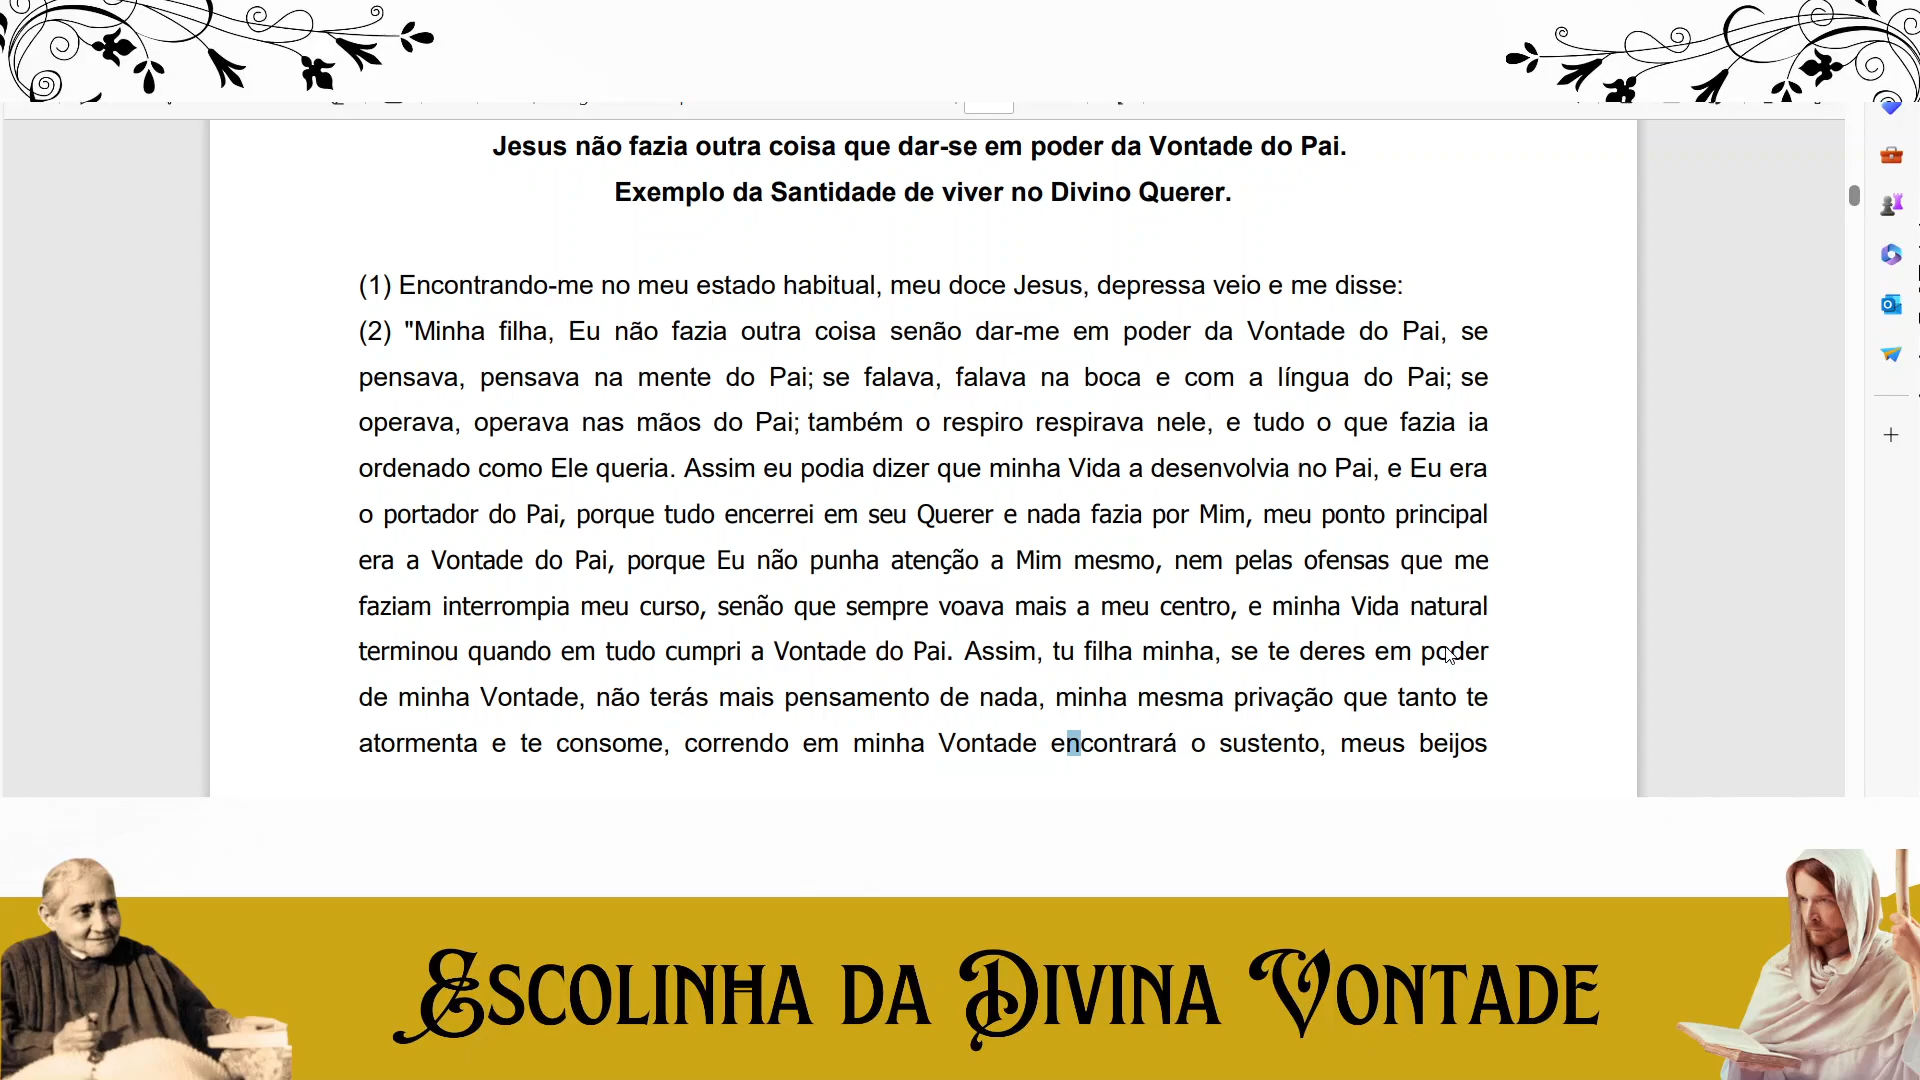 Jesus não fazia outra coisa que dar-se em poder da Vontade do Pai.
Exemplo da Santidade de viver no Divino Querer.
(1) Encontrando-me no meu estado habitual, meu doce Jesus, depressa veio e me disse:
(2) "Minha filha, Eu não fazia outra coisa senão dar-me em poder da Vontade do Pai, se
pensava, pensava na mente do Pai; se falava, falava na boca e com a língua do Pai; se
operava, operava nas mãos do Pai; também o respiro respirava nele, e tudo o que fazia ia
ordenado como Ele queria. Assim eu podia dizer que minha Vida a desenvolvia no Pai, e Eu era
o portador do Pai, porque tudo encerrei em seu Querer e nada fazia por Mim, meu ponto principal
era a Vontade do Pai, porque Eu não punha atenção a Mim mesmo, nem pelas ofensas que me
faziam interrompia meu curso, senão que sempre voava mais a meu centro, e minha Vida natural
terminou quando em tudo cumpri a Vontade do Pai. Assim, tu filha minha, se te deres em poder
de minha Vontade, não terás mais pensamento de nada, minha mesma privação que tanto te
atormenta e te consome, correndo em minha Vontade encontrará o sustento, meus beijos
Escolinha da Divina Vontade